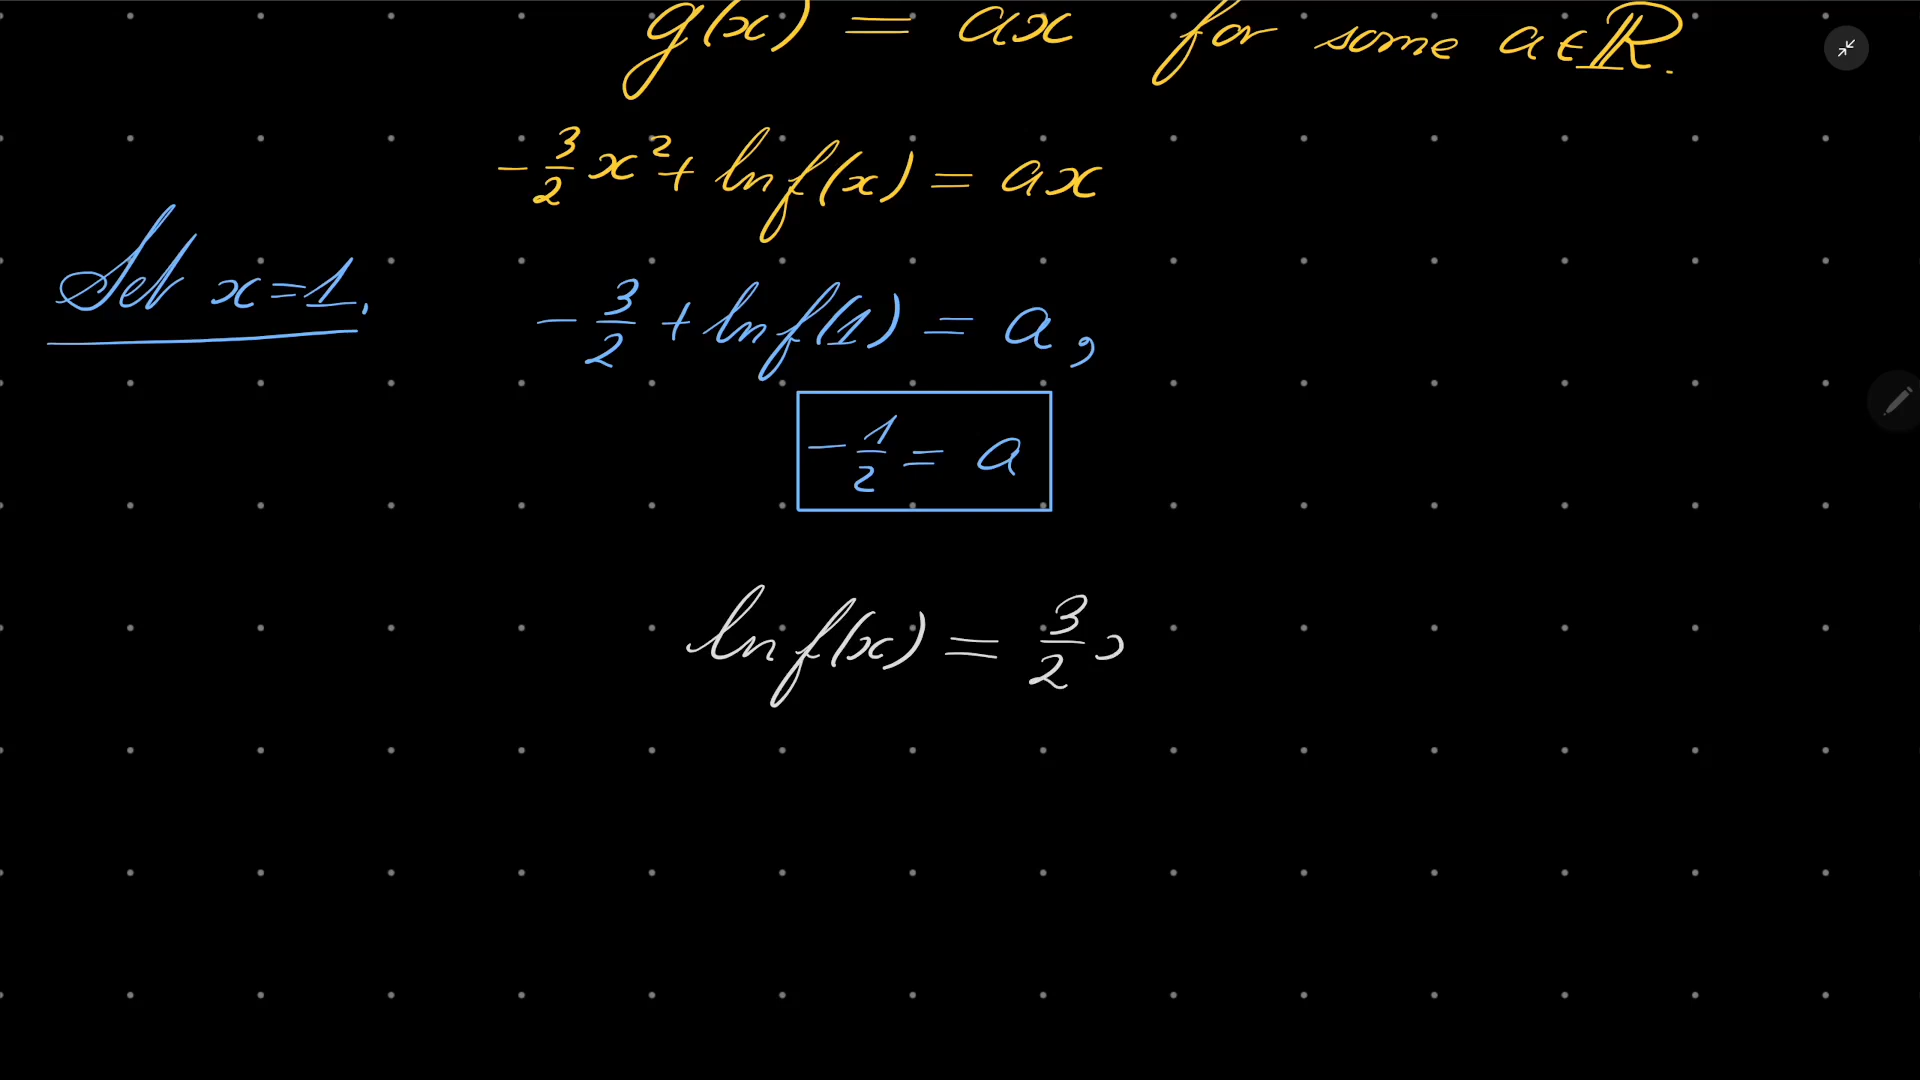 g(x) = ax for some a∈ℝ.
-3/2 x² + ln f(x) = ax
Set x=1.
-3/2 + ln f(1) = a,
-1/2 = a
ln f(x) = 3/2